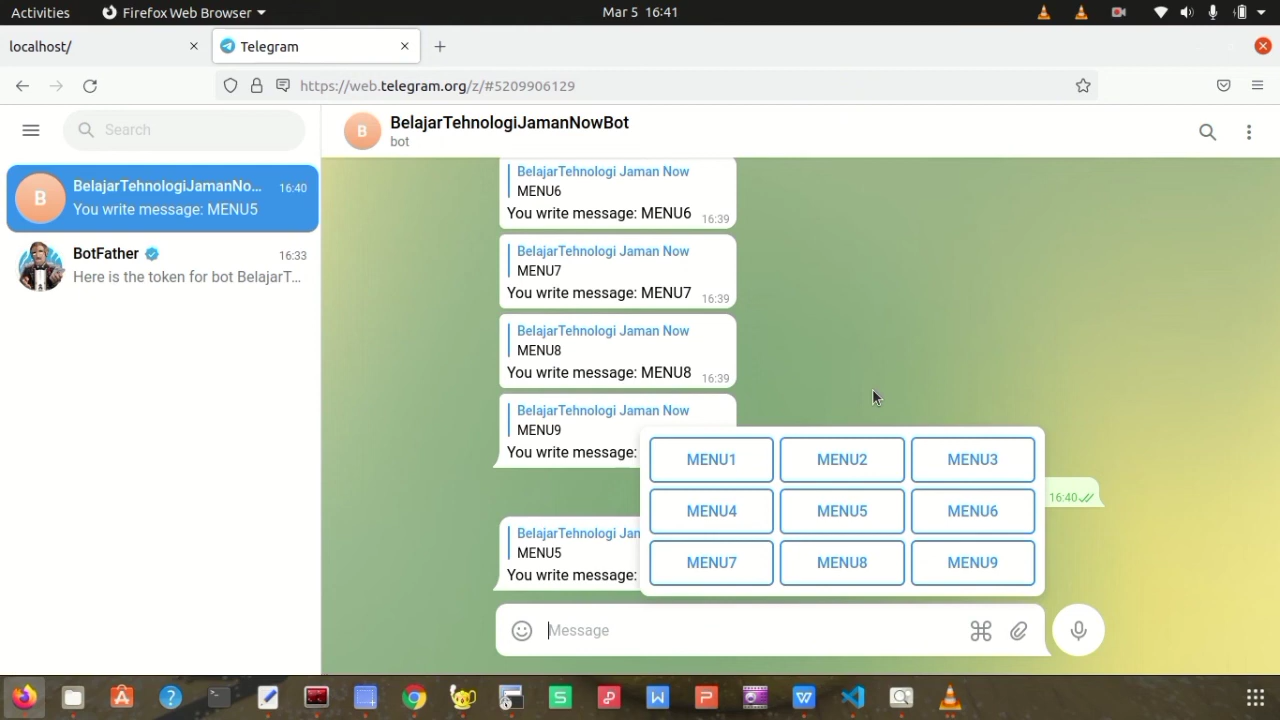 Activities
Firefox Web Browser
Mar 5 16:41
localhost/
Telegram
https://web.telegram.org/z/#5209906129
Search
BelajarTehnologiJamanNo... 16:40
You write message: MENU5
BotFather 16:33
Here is the token for bot BelajarT...
B
BelajarTehnologiJamanNowBot
bot
BelajarTehnologi Jaman Now
MENU6
You write message: MENU6 16:39
BelajarTehnologi Jaman Now
MENU7
You write message: MENU7 16:39
BelajarTehnologi Jaman Now
MENU8
You write message: MENU8 16:39
BelajarTehnologi Jaman Now
MENU9
You write message:
16:40
BelajarTehnologi Jan
MENU5
You write message:
MENU1 MENU2 MENU3
MENU4 MENU5 MENU6
MENU7 MENU8 MENU9
Message